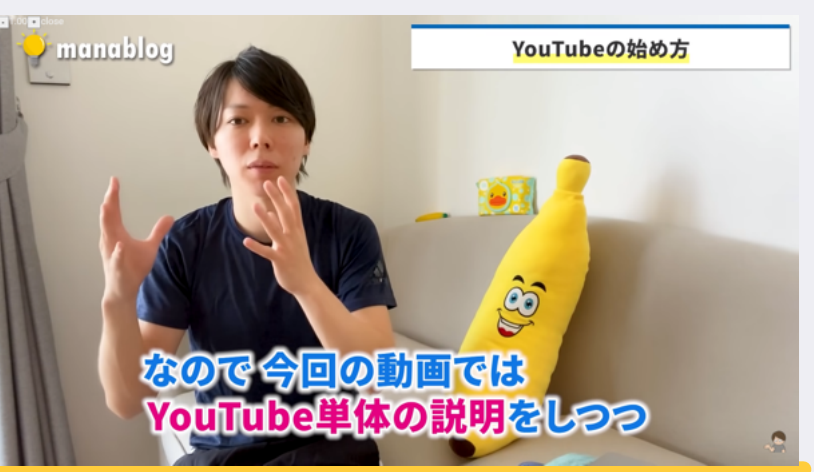 close
manablog
YouTubeの始め方
なので 今回の動画では
YouTube単体の説明をしつつ